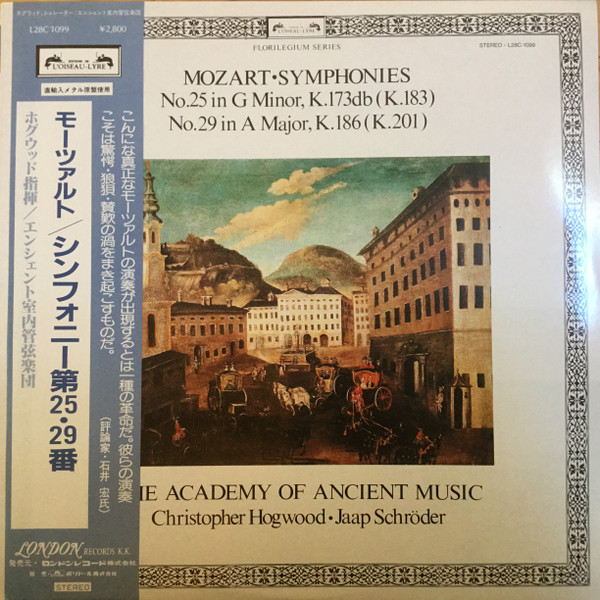 ホグウッド,シュレーダー/エンシェント室内管弦楽団
L28C 1099
¥2,800
EDITIONS DE
L'OISEAU-LYRE
直輸入メタル原盤使用
モーツァルト/シンフォニー第25・29番
ホグウッド指揮/エンシェント室内管弦楽団
こんなに真正なモーツァルトの演奏が出現するとは一種の革命だ。彼らの演奏
こそは驚愕・狼狽・賛歎の渦をまき起こすものだ。
(評論家・石井 宏氏)
LONDON RECORDS K.K.
発売元・ロンドンレコード株式会社
STEREO
L'OISEAU-LYRE
FLORILEGIUM SERIES
STEREO - L28C-1099
MOZART·SYMPHONIES
No.25 in G Minor, K.173db (K.183)
No.29 in A Major, K.186 (K.201)
HE ACADEMY OF ANCIENT MUSIC
Christopher Hogwood·Jaap Schröder